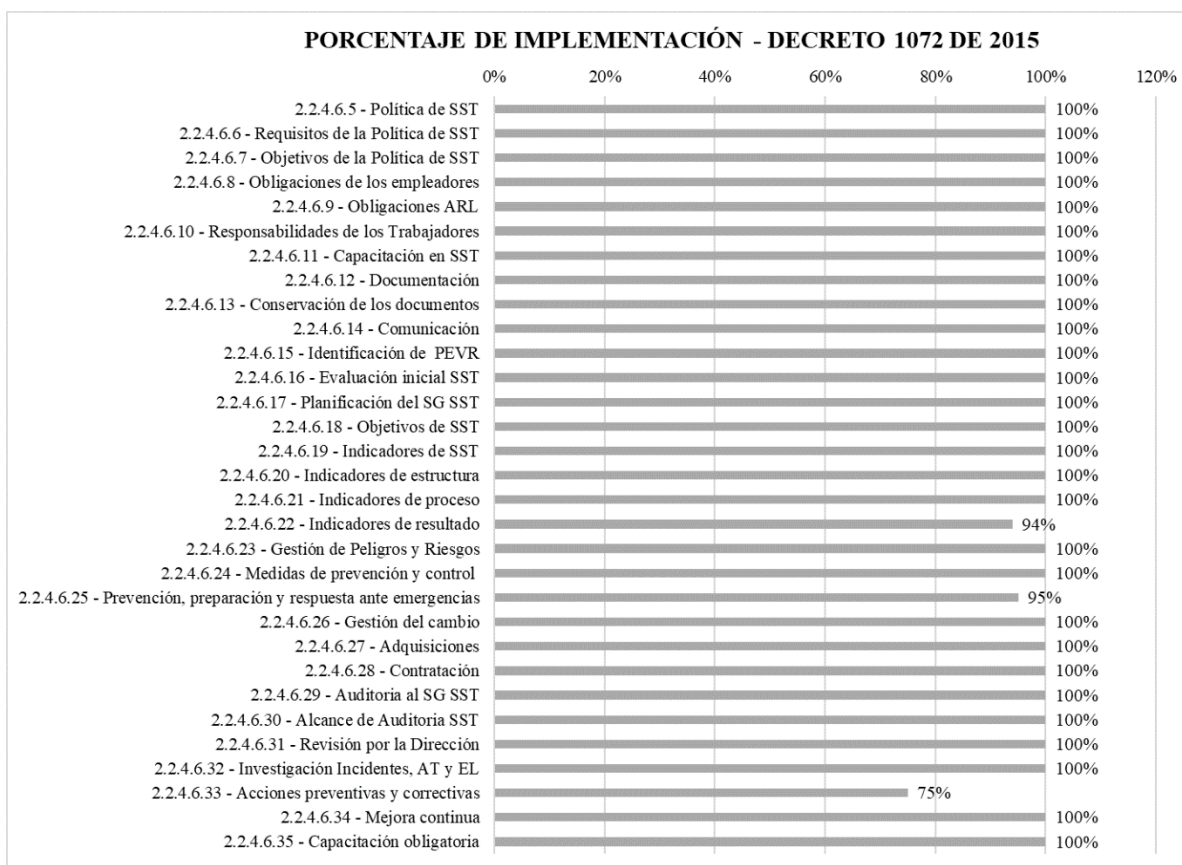 PORCENTAJE DE IMPLEMENTACIÓN - DECRETO 1072 DE 2015
0% 20% 40% 60% 80% 100% 120%
2.2.4.6.5 - Política de SST 100%
2.2.4.6.6 - Requisitos de la Política de SST 100%
2.2.4.6.7 - Objetivos de la Política de SST 100%
2.2.4.6.8 - Obligaciones de los empleadores 100%
2.2.4.6.9 - Obligaciones ARL 100%
2.2.4.6.10 - Responsabilidades de los Trabajadores 100%
2.2.4.6.11 - Capacitación en SST 100%
2.2.4.6.12 - Documentación 100%
2.2.4.6.13 - Conservación de los documentos 100%
2.2.4.6.14 - Comunicación 100%
2.2.4.6.15 - Identificación de PEVR 100%
2.2.4.6.16 - Evaluación inicial SST 100%
2.2.4.6.17 - Planificación del SG SST 100%
2.2.4.6.18 - Objetivos de SST 100%
2.2.4.6.19 - Indicadores de SST 100%
2.2.4.6.20 - Indicadores de estructura 100%
2.2.4.6.21 - Indicadores de proceso 100%
2.2.4.6.22 - Indicadores de resultado 94%
2.2.4.6.23 - Gestión de Peligros y Riesgos 100%
2.2.4.6.24 - Medidas de prevención y control 100%
2.2.4.6.25 - Prevención, preparación y respuesta ante emergencias 95%
2.2.4.6.26 - Gestión del cambio 100%
2.2.4.6.27 - Adquisiciones 100%
2.2.4.6.28 - Contratación 100%
2.2.4.6.29 - Auditoria al SG SST 100%
2.2.4.6.30 - Alcance de Auditoria SST 100%
2.2.4.6.31 - Revisión por la Dirección 100%
2.2.4.6.32 - Investigación Incidentes, AT y EL 100%
2.2.4.6.33 - Acciones preventivas y correctivas 75%
2.2.4.6.34 - Mejora continua 100%
2.2.4.6.35 - Capacitación obligatoria 100%